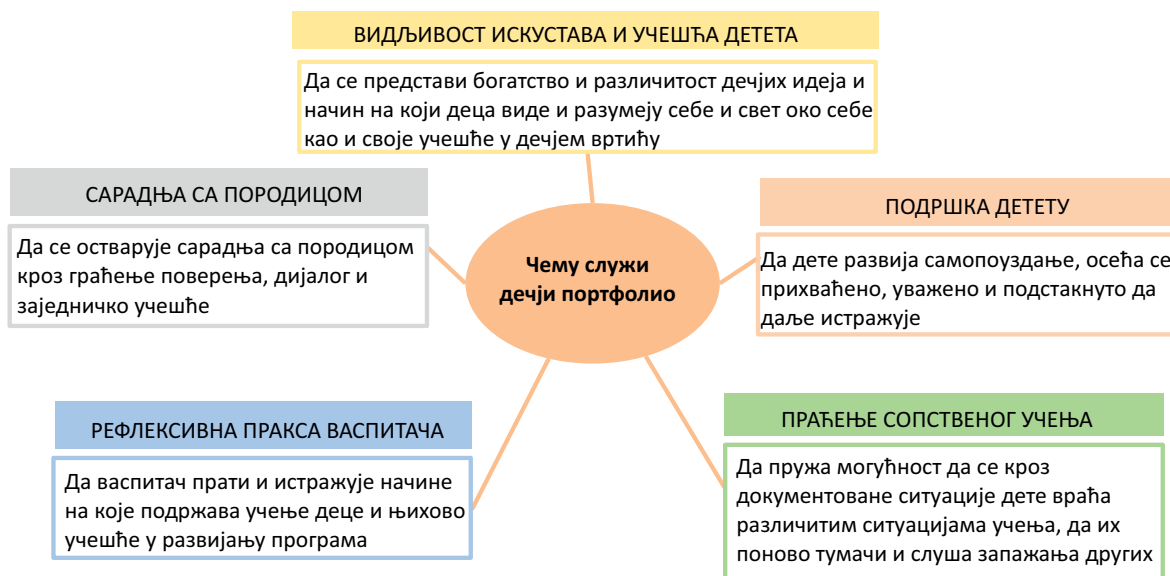 ВИДЉИВОСТ ИСКУСТАВА И УЧЕШЋА ДЕТЕТА
Да се представи богатство и различитост дечјих идеја и
начин на који деца виде и разумеју себе и свет око себе
као и своје учешће у дечјем вртићу
САРАДЊА СА ПОРОДИЦОМ
Да се остварује сарадња са породицом
кроз граћење поверења, дијалог и
заједничко учешће
Чему служи
дечји портфолио
ПОДРШКА ДЕТЕТУ
Да дете развија самопоуздање, осећа се
прихваћено, уважено и подстакнуто да
даље истражује
РЕФЛЕКСИВНА ПРАКСА ВАСПИТАЧА
Да васпитач прати и истражује начине
на које подржава учење деце и њихово
учешће у развијању програма
ПРАЋЕЊЕ СОПСТВЕНОГ УЧЕЊА
Да пружа могућност да се кроз
документоване ситуације дете враћа
различитим ситуацијама учења, да их
поново тумачи и слуша запажања других